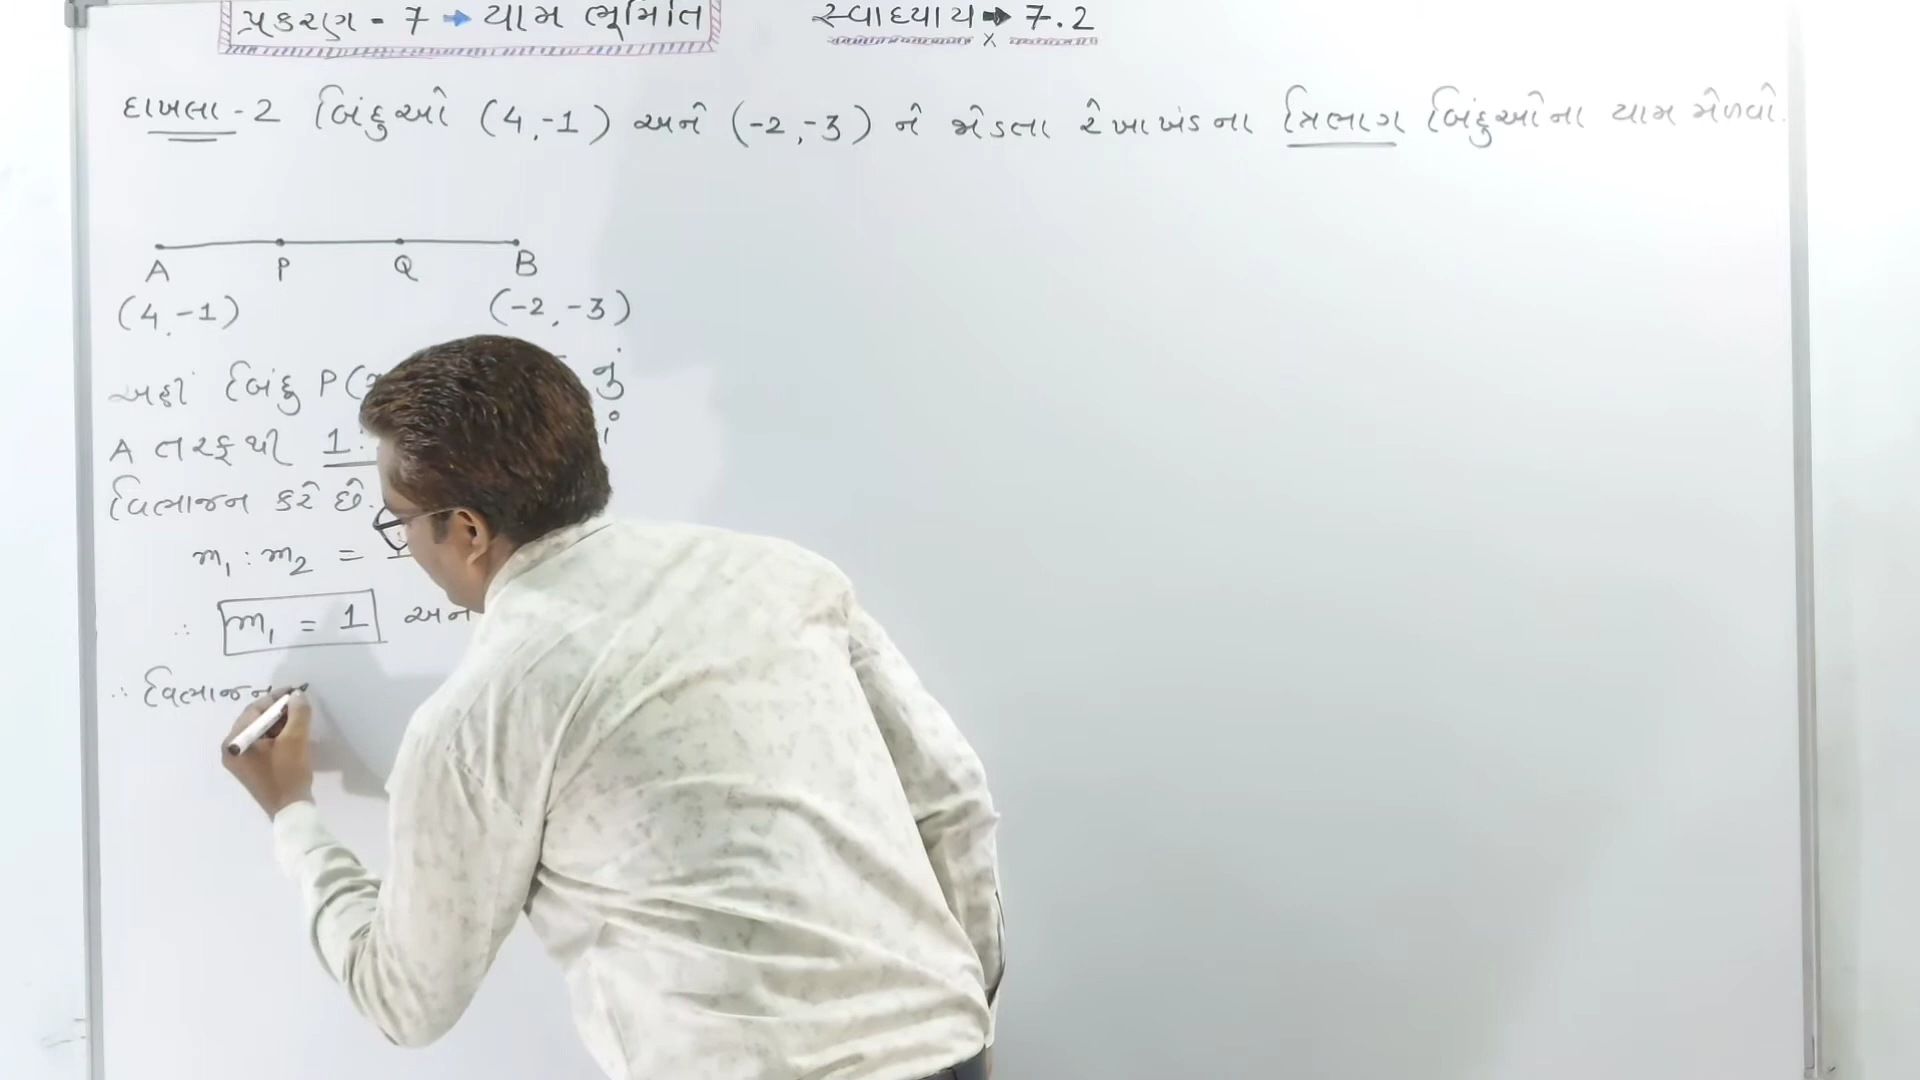 પ્રકરણ - 7 → યામ ભૂમિતિ
સ્વાધ્યાય → 7.2
દાખલા - 2 બિંદુઓ (4,-1) અને (-2,-3) ને જોડતા રેખાખંડના ત્રિભાગ બિંદુઓના યામ મેળવો.
A P Q B
(4,-1) (-2,-3)
અહીં બિંદુ P( નું
A તરફથી 1:
વિભાજન કરે છે.
m₁ : m₂ =
∴ m₁ = 1 અને
∴ વિભાજન